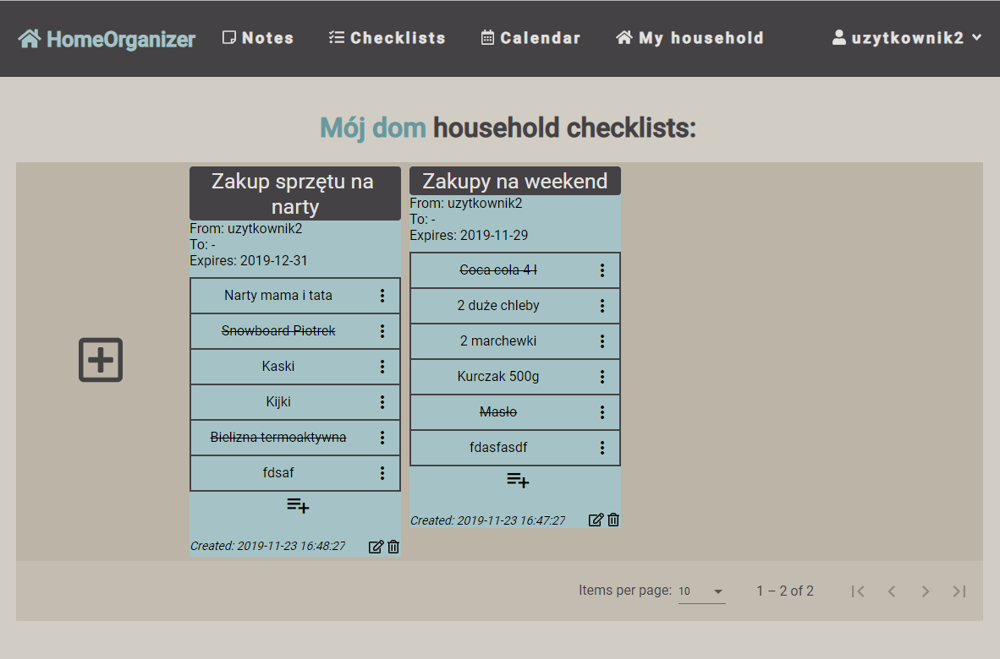 HomeOrganizer Notes Checklists Calendar My household uzytkownik2
Mój dom household checklists:
Zakup sprzętu na
narty
From: uzytkownik2
To: -
Expires: 2019-12-31
Narty mama i tata
Snowboard Piotrek
Kaski
Kijki
Bielizna termoaktywna
fdsaf
Created: 2019-11-23 16:48:27
Zakupy na weekend
From: uzytkownik2
To: -
Expires: 2019-11-29
Coca cola 4 l
2 duże chleby
2 marchewki
Kurczak 500g
Masło
fdasfasdf
Created: 2019-11-23 16:47:27
Items per page: 10 1 – 2 of 2